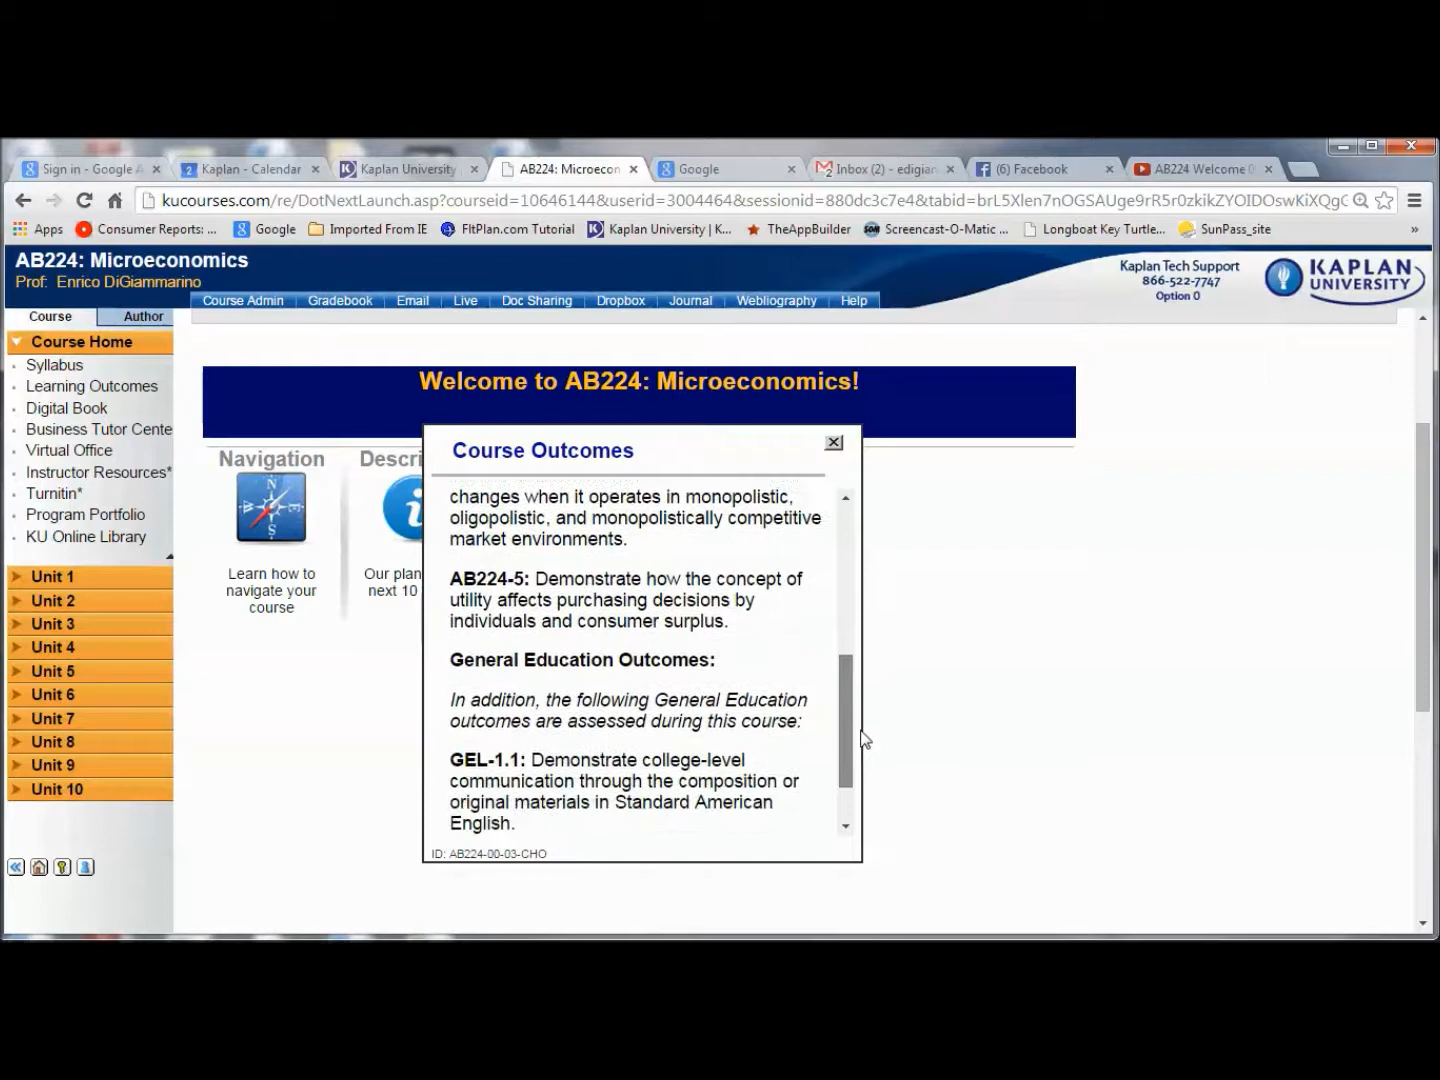 Sign in - Google A
Kaplan - Calendar
Kaplan University
AB224: Microecon
Google
Inbox (2) - edigian
(6) Facebook
AB224 Welcome
kucourses.com/re/DotNextLaunch.asp?courseid=10646144&userid=3004464&sessionid=880dc3c7e4&tabid=brL5Xlen7nOGSAUge9rR5r0zkikZYOIDOswKiXQgG
Apps
Consumer Reports: ...
Google
Imported From IE
FltPlan.com Tutorial
Kaplan University | K...
TheAppBuilder
Screencast-O-Matic ...
Longboat Key Turtle...
SunPass_site
»
AB224: Microeconomics
Prof: Enrico DiGiammarino
Kaplan Tech Support
866-522-7747
Option 0
KAPLAN
UNIVERSITY
Course Admin | Gradebook | Email | Live | Doc Sharing | Dropbox | Journal | Webliography | Help
Course
Author
Course Home
Syllabus
Learning Outcomes
Digital Book
Business Tutor Cente
Virtual Office
Instructor Resources*
Turnitin*
Program Portfolio
KU Online Library
Unit 1
Unit 2
Unit 3
Unit 4
Unit 5
Unit 6
Unit 7
Unit 8
Unit 9
Unit 10
Welcome to AB224: Microeconomics!
Navigation
Learn how to
navigate your
course
Descri
Our plan
next 10
Course Outcomes
changes when it operates in monopolistic,
oligopolistic, and monopolistically competitive
market environments.
AB224-5: Demonstrate how the concept of
utility affects purchasing decisions by
individuals and consumer surplus.
General Education Outcomes:
In addition, the following General Education
outcomes are assessed during this course:
GEL-1.1: Demonstrate college-level
communication through the composition or
original materials in Standard American
English.
ID: AB224-00-03-CHO